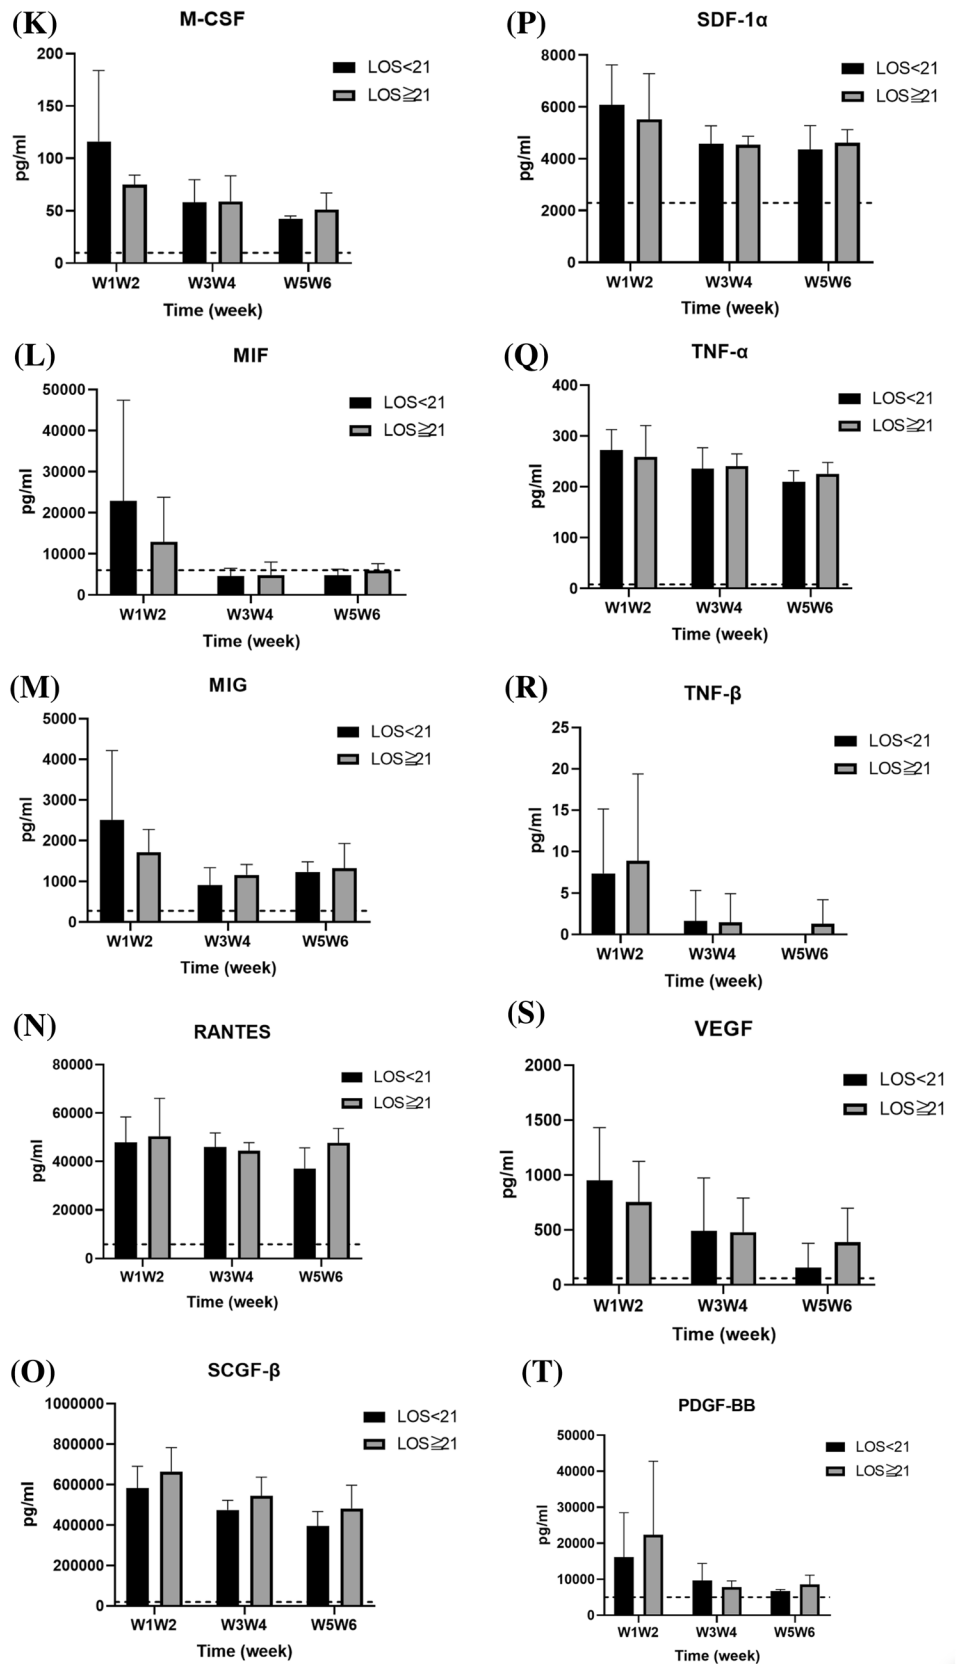 (K)
M-CSF
LOS<21
LOS≧21
200
150
100
50
0
pg/ml
W1W2 W3W4 W5W6
Time (week)
(P)
SDF-1α
LOS<21
LOS≧21
8000
6000
4000
2000
0
pg/ml
W1W2 W3W4 W5W6
Time (week)
(L)
MIF
LOS<21
LOS≧21
50000
40000
30000
20000
10000
0
pg/ml
W1W2 W3W4 W5W6
Time (week)
(Q)
TNF-α
LOS<21
LOS≧21
400
300
200
100
0
pg/ml
W1W2 W3W4 W5W6
Time (week)
(M)
MIG
LOS<21
LOS≧21
5000
4000
3000
2000
1000
0
pg/ml
W1W2 W3W4 W5W6
Time (week)
(R)
TNF-β
LOS<21
LOS≧21
25
20
15
10
5
0
pg/ml
W1W2 W3W4 W5W6
Time (week)
(N)
RANTES
LOS<21
LOS≧21
80000
60000
40000
20000
0
pg/ml
W1W2 W3W4 W5W6
Time (week)
(S)
VEGF
LOS<21
LOS≧21
2000
1500
1000
500
0
pg/ml
W1W2 W3W4 W5W6
Time (week)
(O)
SCGF-β
LOS<21
LOS≧21
1000000
800000
600000
400000
200000
0
pg/ml
W1W2 W3W4 W5W6
Time (week)
(T)
PDGF-BB
LOS<21
LOS≧21
50000
40000
30000
20000
10000
0
pg/ml
W1W2 W3W4 W5W6
Time (week)